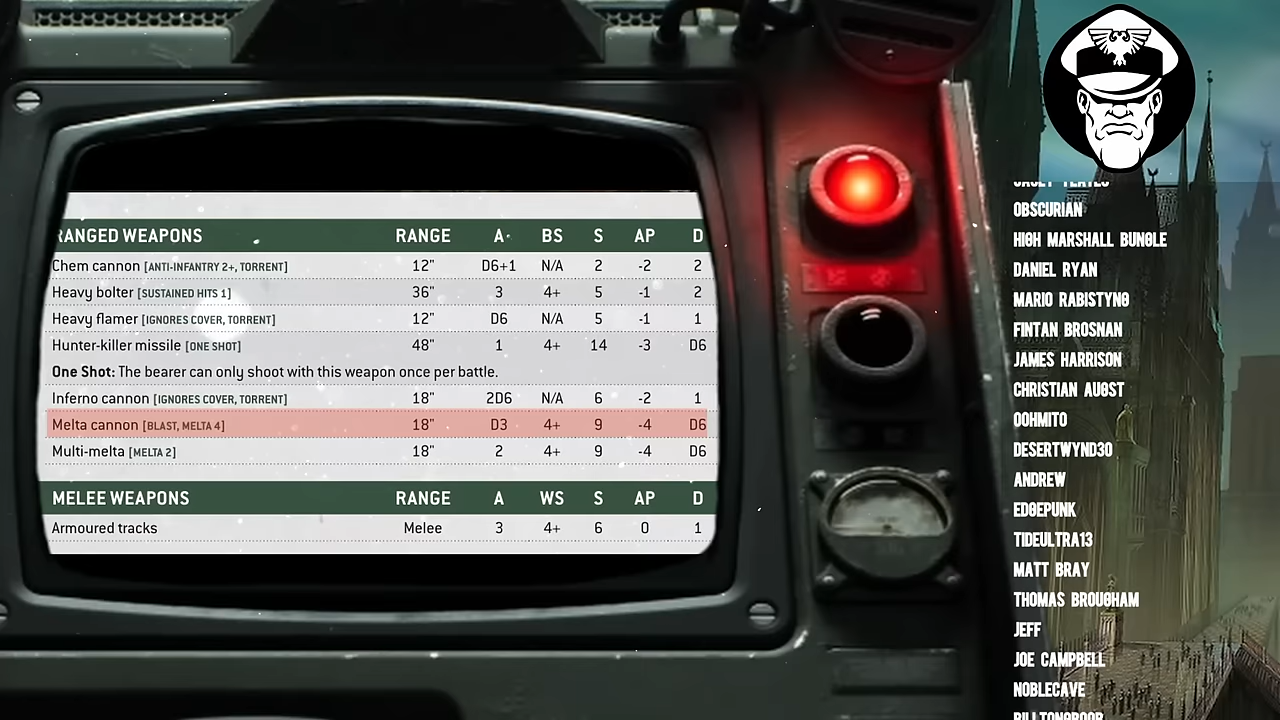 RANGED WEAPONS RANGE A BS S AP D
Chem cannon [ANTI-INFANTRY 2+, TORRENT] 12" D6+1 N/A 2 -2 2
Heavy bolter [SUSTAINED HITS 1] 36" 3 4+ 5 -1 2
Heavy flamer [IGNORES COVER, TORRENT] 12" D6 N/A 5 -1 1
Hunter-killer missile [ONE SHOT] 48" 1 4+ 14 -3 D6
One Shot: The bearer can only shoot with this weapon once per battle.
Inferno cannon [IGNORES COVER, TORRENT] 18" 2D6 N/A 6 -2 1
Melta cannon [BLAST, MELTA 4] 18" D3 4+ 9 -4 D6
Multi-melta [MELTA 2] 18" 2 4+ 9 -4 D6
MELEE WEAPONS RANGE A WS S AP D
Armoured tracks Melee 3 4+ 6 0 1
OBSCURIAN
HIGH MARSHALL BUNGLE
DANIEL RYAN
MARIO RABISTYN0
FINTAN BROSNAN
JAMES HARRISON
CHRISTIAN AUGST
OOHMITO
DESERTWYND30
ANDREW
EDGEPUNK
TIDEULTRA13
MATT BRAY
THOMAS BROUGHAM
JEFF
JOE CAMPBELL
NOBLECAVE